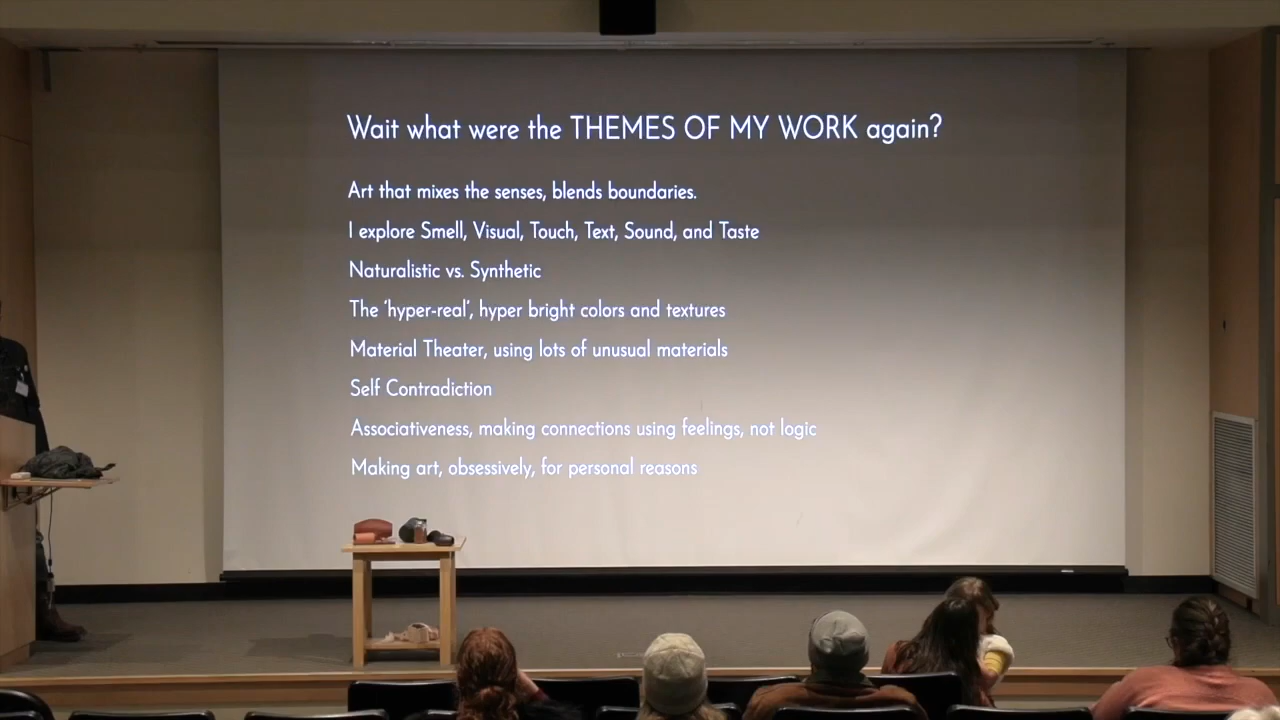 Wait what were the THEMES OF MY WORK again?
Art that mixes the senses, blends boundaries.
I explore Smell, Visual, Touch, Text, Sound, and Taste
Naturalistic vs. Synthetic
The 'hyper-real', hyper bright colors and textures
Material Theater, using lots of unusual materials
Self Contradiction
Associativeness, making connections using feelings, not logic
Making art, obsessively, for personal reasons